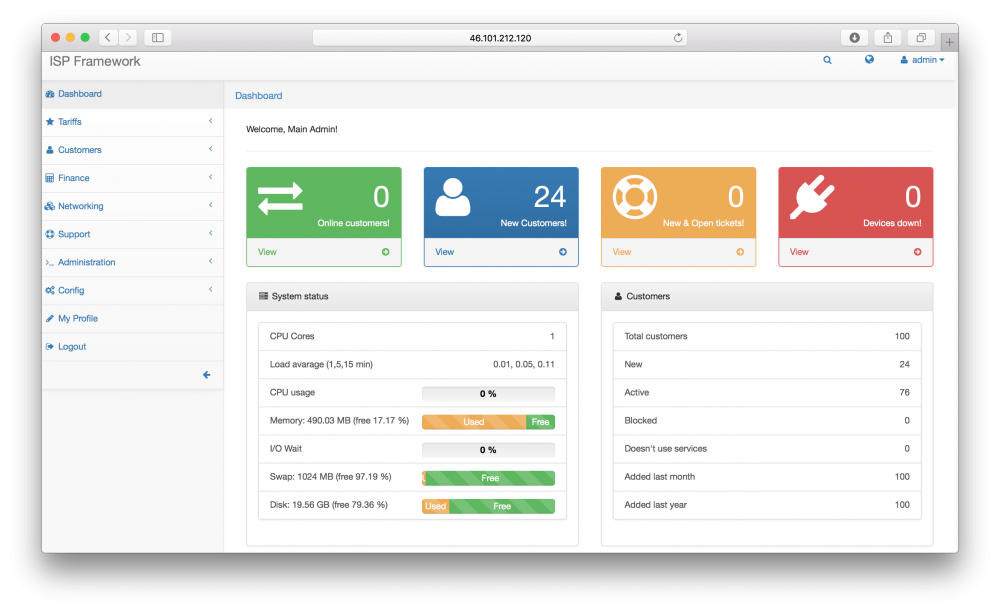 46.101.212.120
ISP Framework
admin
Dashboard
Tariffs
Customers
Finance
Networking
Support
Administration
Config
My Profile
Logout
Dashboard
Welcome, Main Admin!
0
Online customers!
View
24
New Customers!
View
0
New & Open tickets!
View
0
Devices down!
View
System status
CPU Cores 1
Load avarage (1,5,15 min) 0.01, 0.05, 0.11
CPU usage 0 %
Memory: 490.03 MB (free 17.17 %) Used Free
I/O Wait 0 %
Swap: 1024 MB (free 97.19 %) Free
Disk: 19.56 GB (free 79.36 %) Used Free
Customers
Total customers 100
New 24
Active 76
Blocked 0
Doesn't use services 0
Added last month 100
Added last year 100